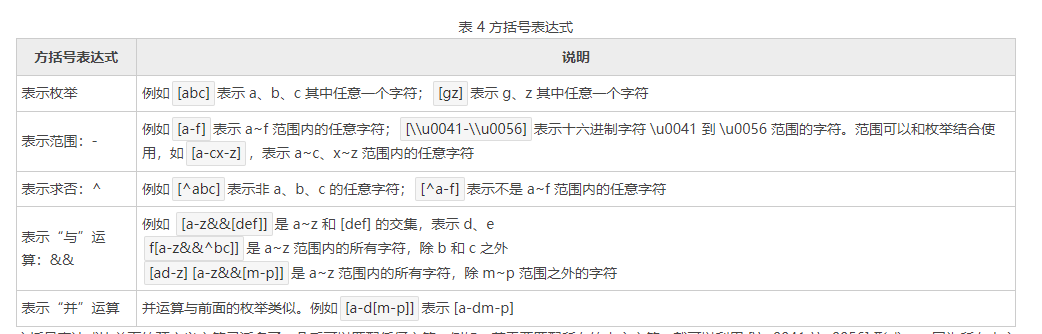 表 4 方括号表达式
方括号表达式 说明
表示枚举 例如 [abc] 表示 a、b、c 其中任意一个字符； [gz] 表示 g、z 其中任意一个字符
表示范围：- 例如 [a-f] 表示 a~f 范围内的任意字符； [\\u0041-\\u0056] 表示十六进制字符 \u0041 到 \u0056 范围的字符。范围可以和枚举结合使
用，如 [a-cx-z] ，表示 a~c、x~z 范围内的任意字符
表示求否：^ 例如 [^abc] 表示非 a、b、c 的任意字符； [^a-f] 表示不是 a~f 范围内的任意字符
表示“与”运
算：&&
例如 [a-z&&[def]] 是 a~z 和 [def] 的交集，表示 d、e
f[a-z&&^bc]] 是 a~z 范围内的所有字符，除 b 和 c 之外
[ad-z] [a-z&&[m-p]] 是 a~z 范围内的所有字符，除 m~p 范围之外的字符
表示“并”运算 并运算与前面的枚举类似。例如 [a-d[m-p]] 表示 [a-dm-p]